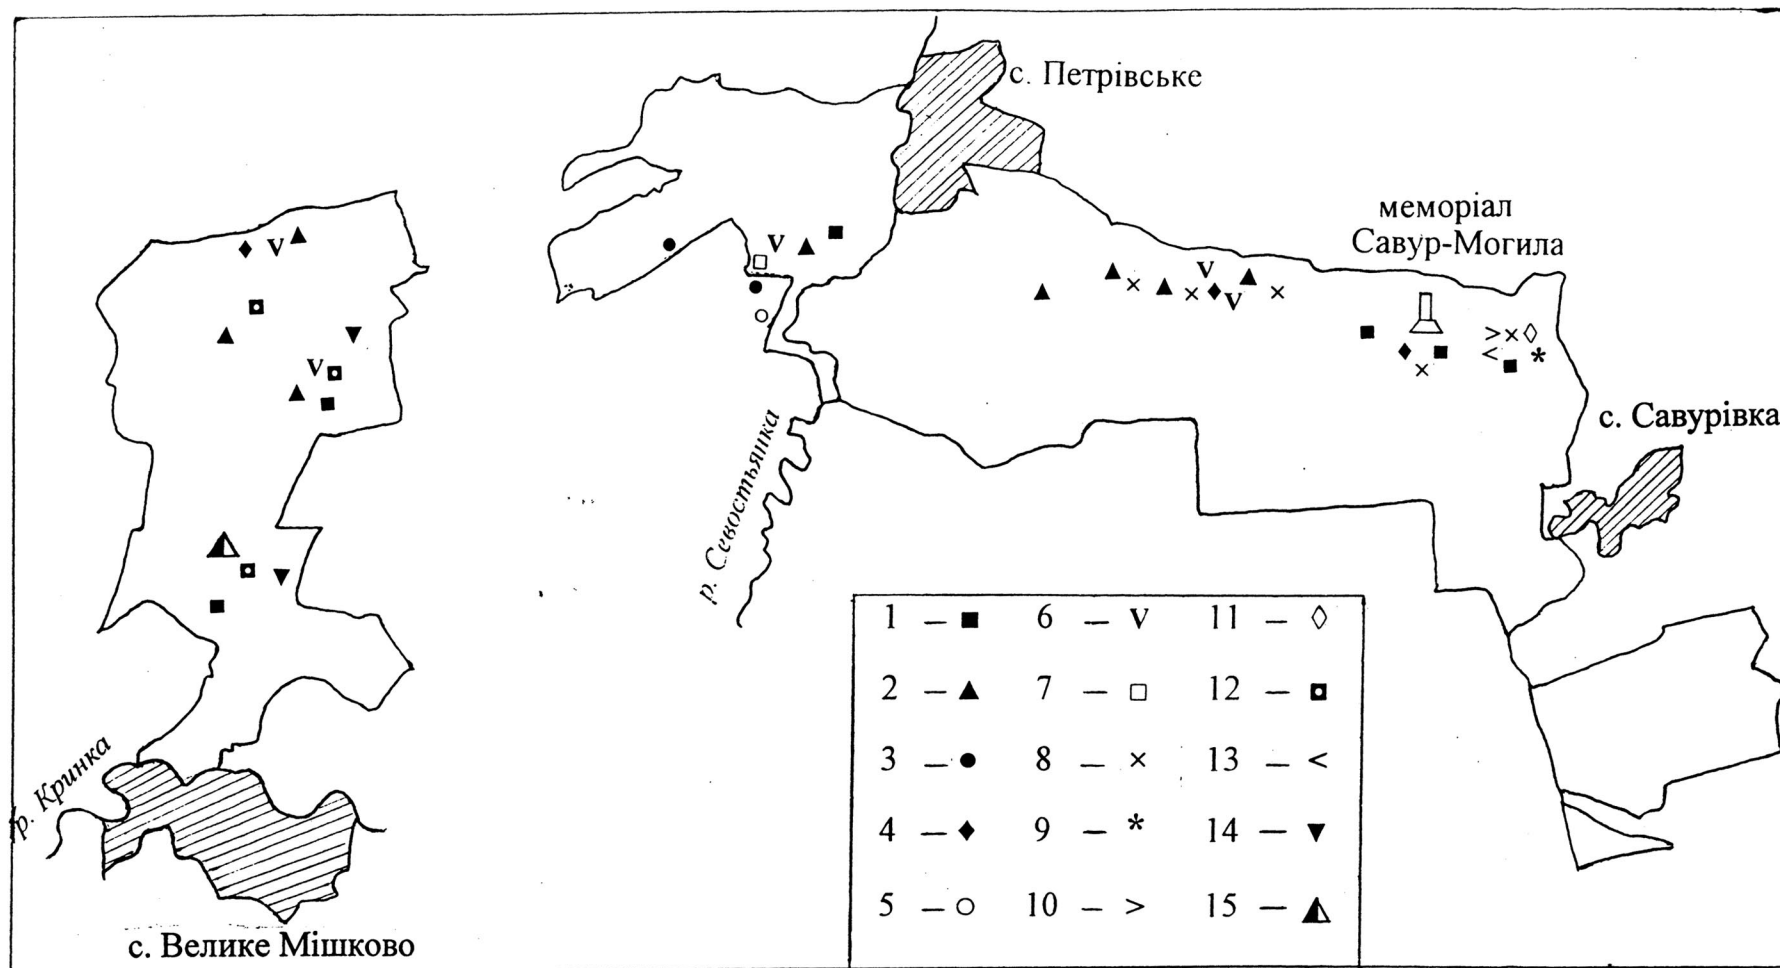 с. Петрівське
меморіал
Савур-Могила
с. Савурівка
р. Севостьянка
р. Кринка
с. Велике Мішково
1 – ■ 6 – v 11 – ◊
2 – ▲ 7 – □ 12 – ◘
3 – ● 8 – × 13 – <
4 – ♦ 9 – * 14 – ▼
5 – ○ 10 – > 15 – ◮